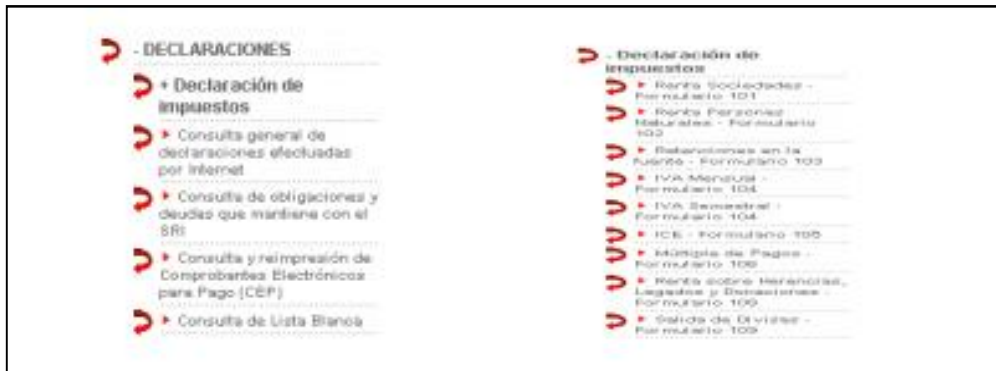 - DECLARACIONES
+ Declaración de
impuestos
Consulta general de
declaraciones efectuadas
por Internet
Consulta de obligaciones y
deudas que mantiene con el
SRI
Consulta y reimpresión de
Comprobantes Electrónicos
para Pago (CEP)
Consulta de Lista Blanca
- Declaración de
impuestos
Renta Sociedades -
Formulario 101
Renta Personas
Naturales - Formulario
102
Retenciones en la
fuente - Formulario 103
IVA Mensual -
Formulario 104
IVA Semestral -
Formulario 104
ICE - Formulario 105
Múltiple de Pagos -
Formulario 106
Renta sobre Herencias,
Legados y Donaciones -
Formulario 108
Salida de Divisas -
Formulario 109